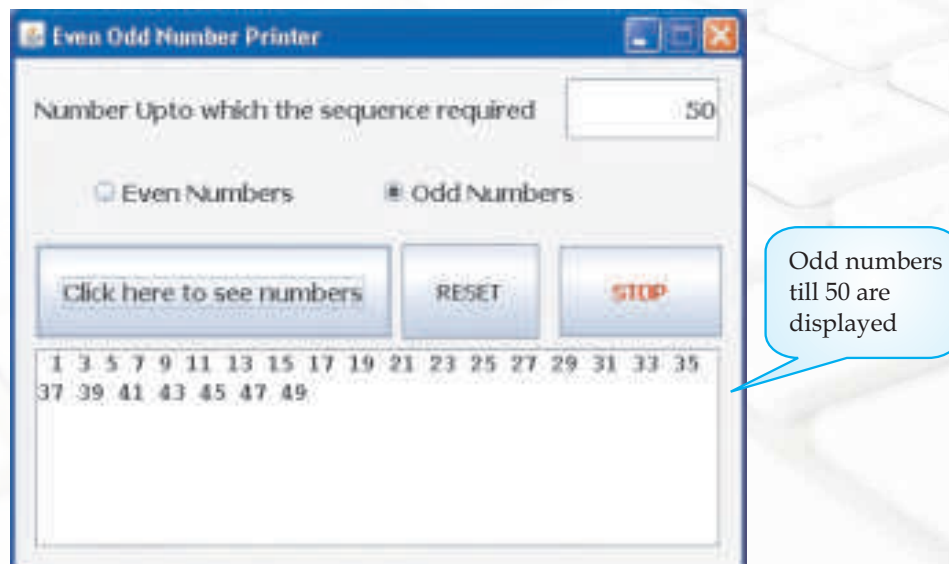 Even Odd Number Printer
Number Upto which the sequence required 50
Even Numbers Odd Numbers
Click here to see numbers RESET STOP
1 3 5 7 9 11 13 15 17 19 21 23 25 27 29 31 33 35
37 39 41 43 45 47 49
Odd numbers
till 50 are
displayed